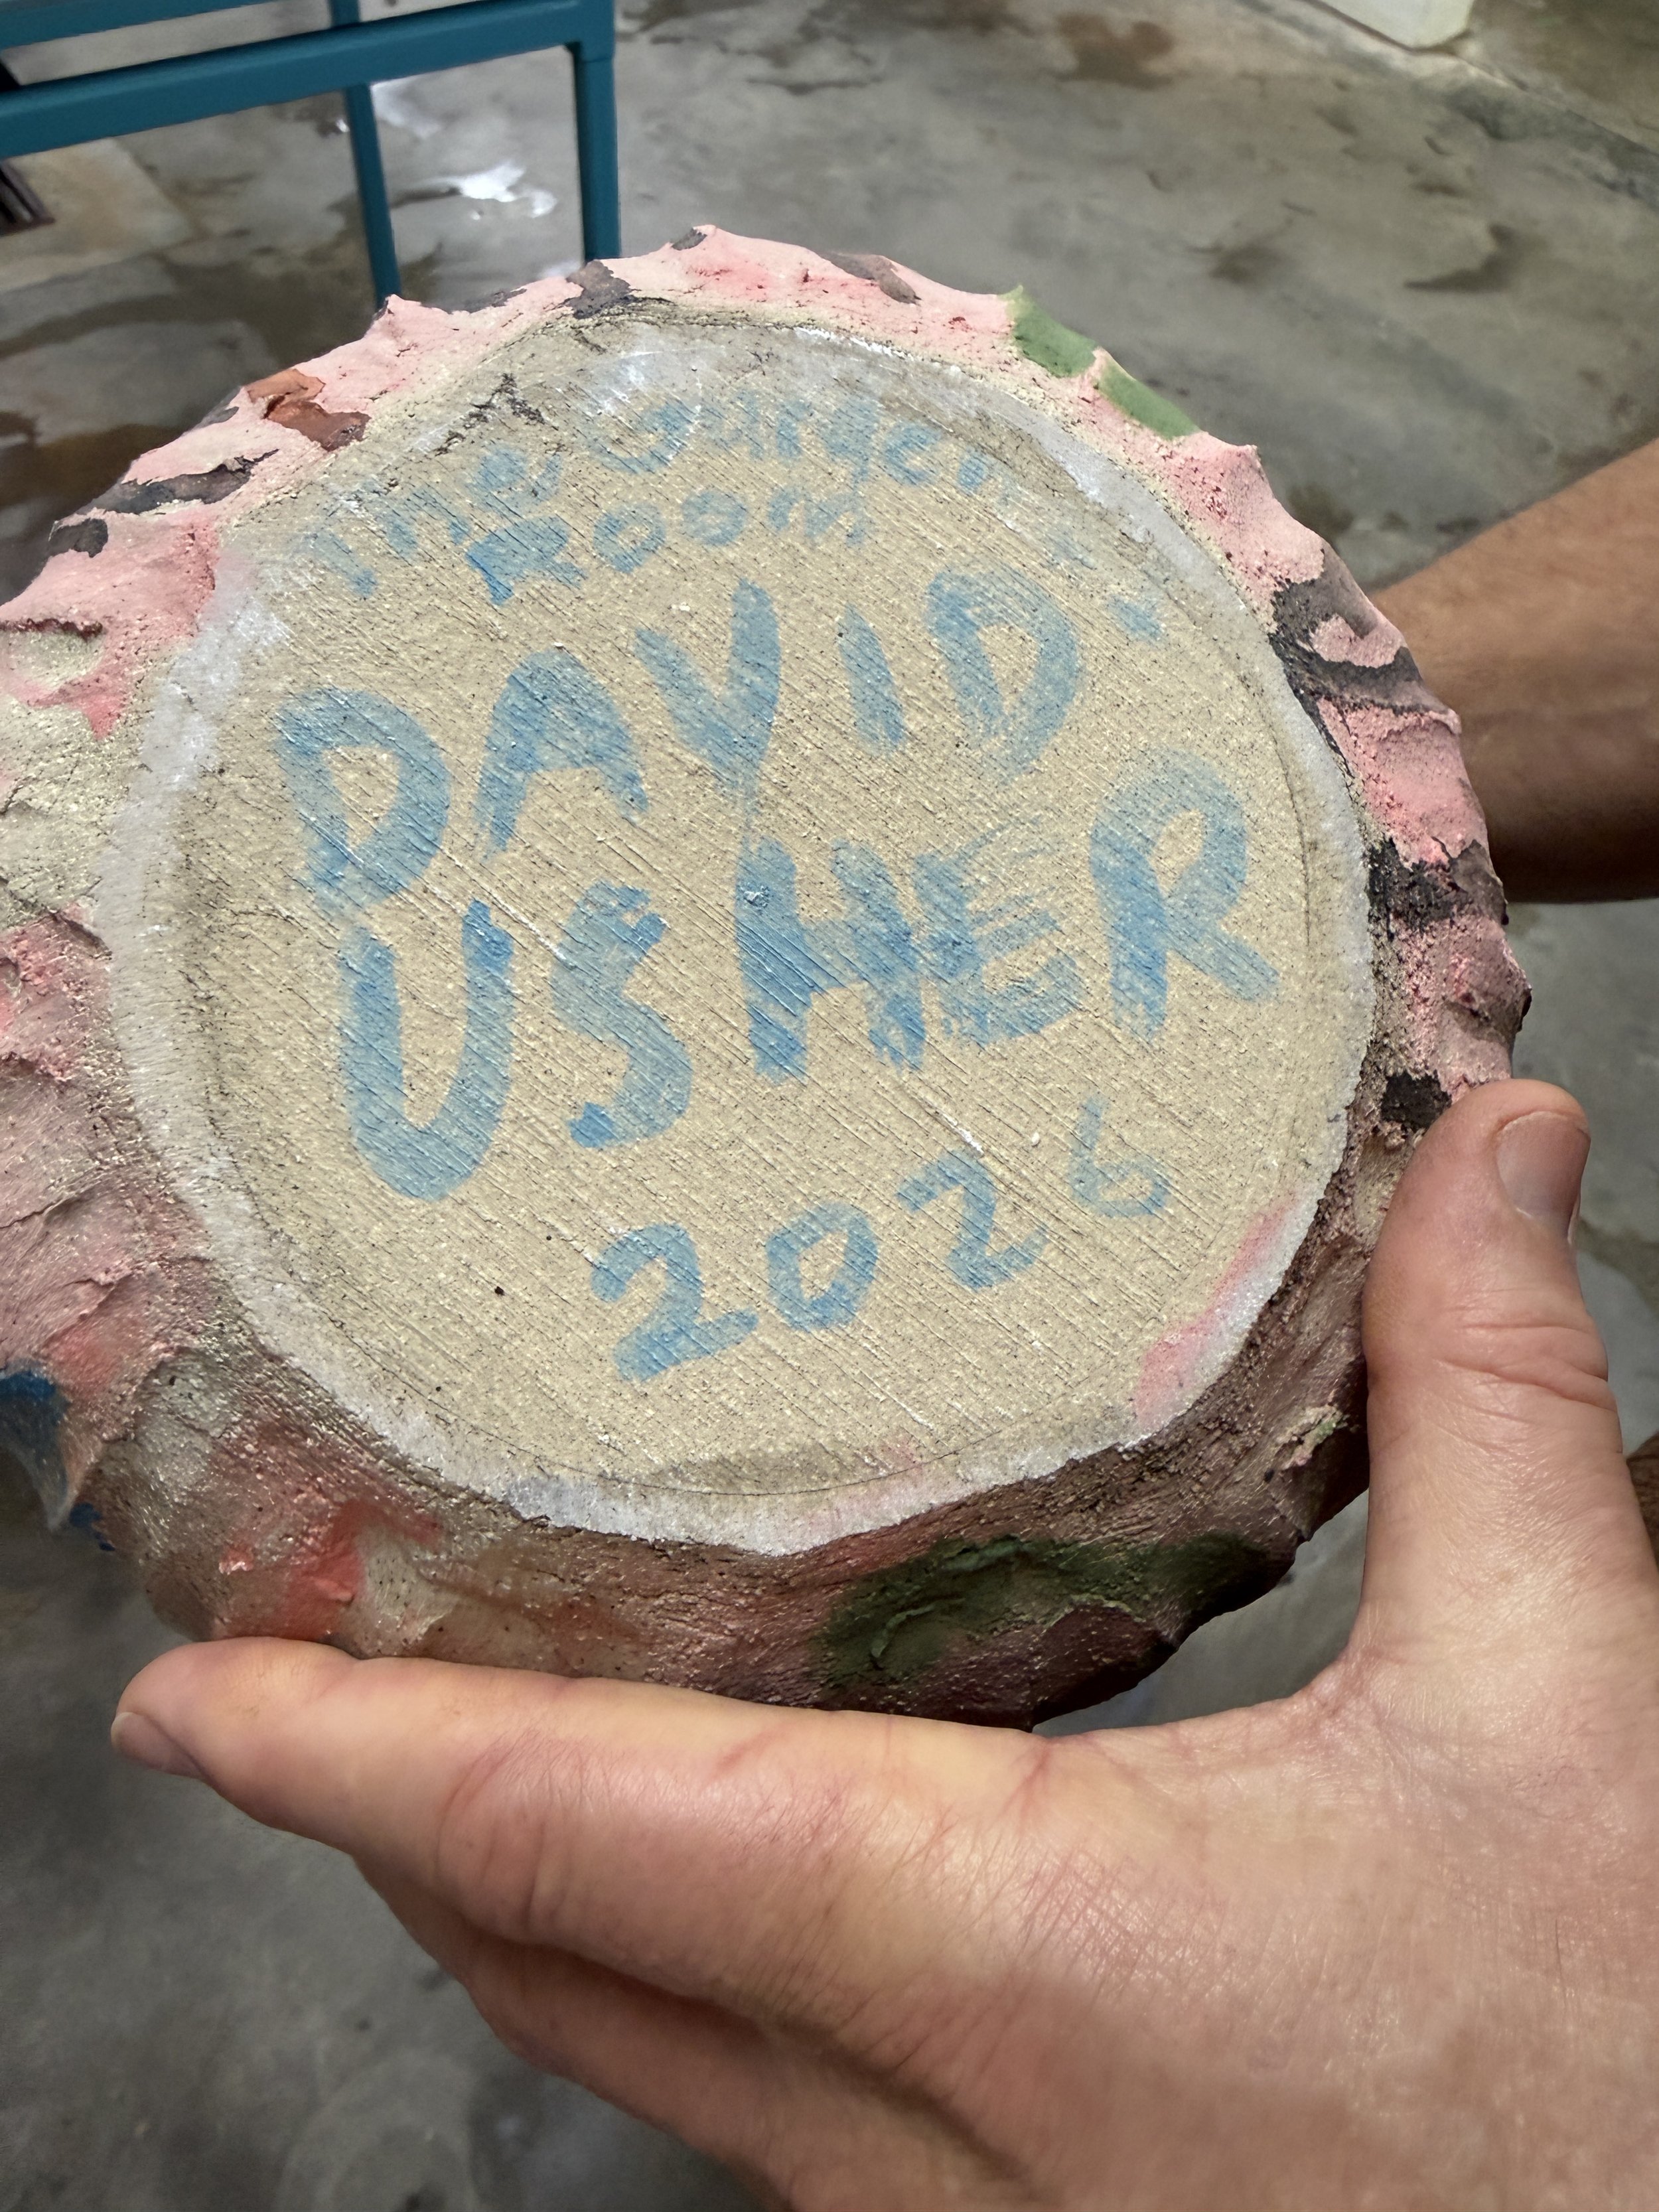 The Garden
Room
DAVID
USHER
2026